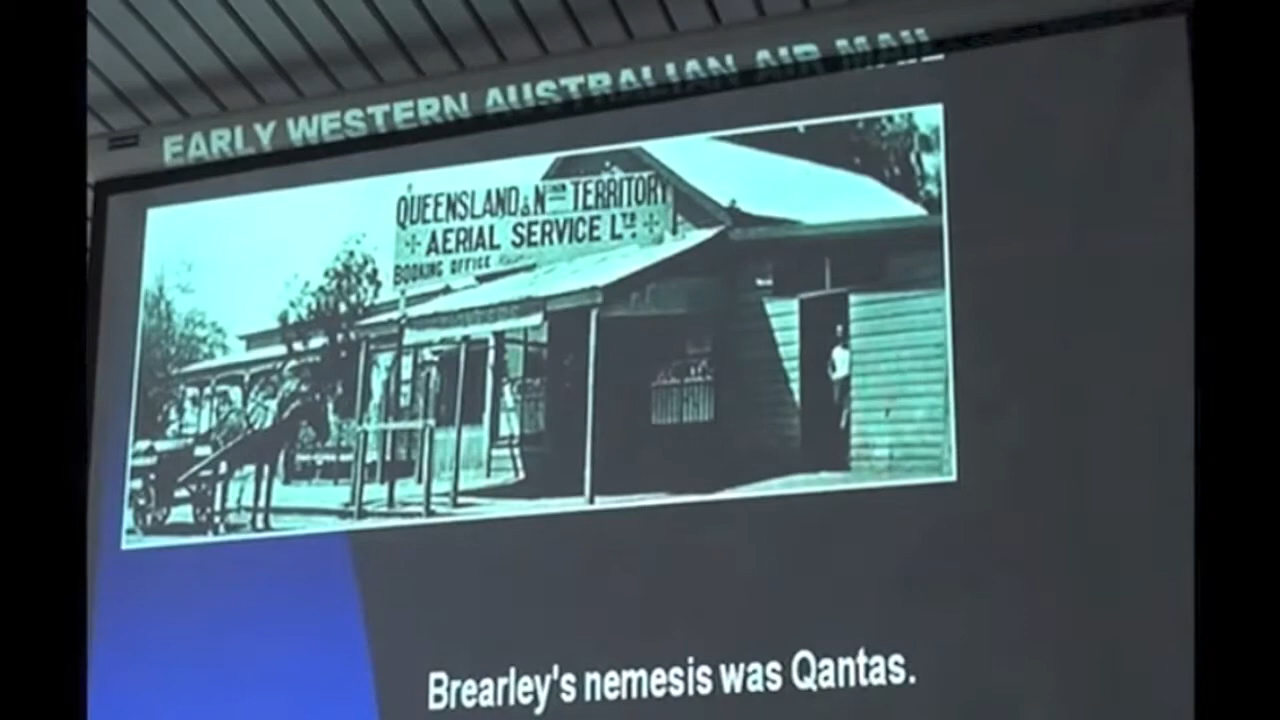 EARLY WESTERN AUSTRALIAN AIR MAIL
QUEENSLAND & NTHN TERRITORY
AERIAL SERVICE LTD.
BOOKING OFFICE
Brearley's nemesis was Qantas.